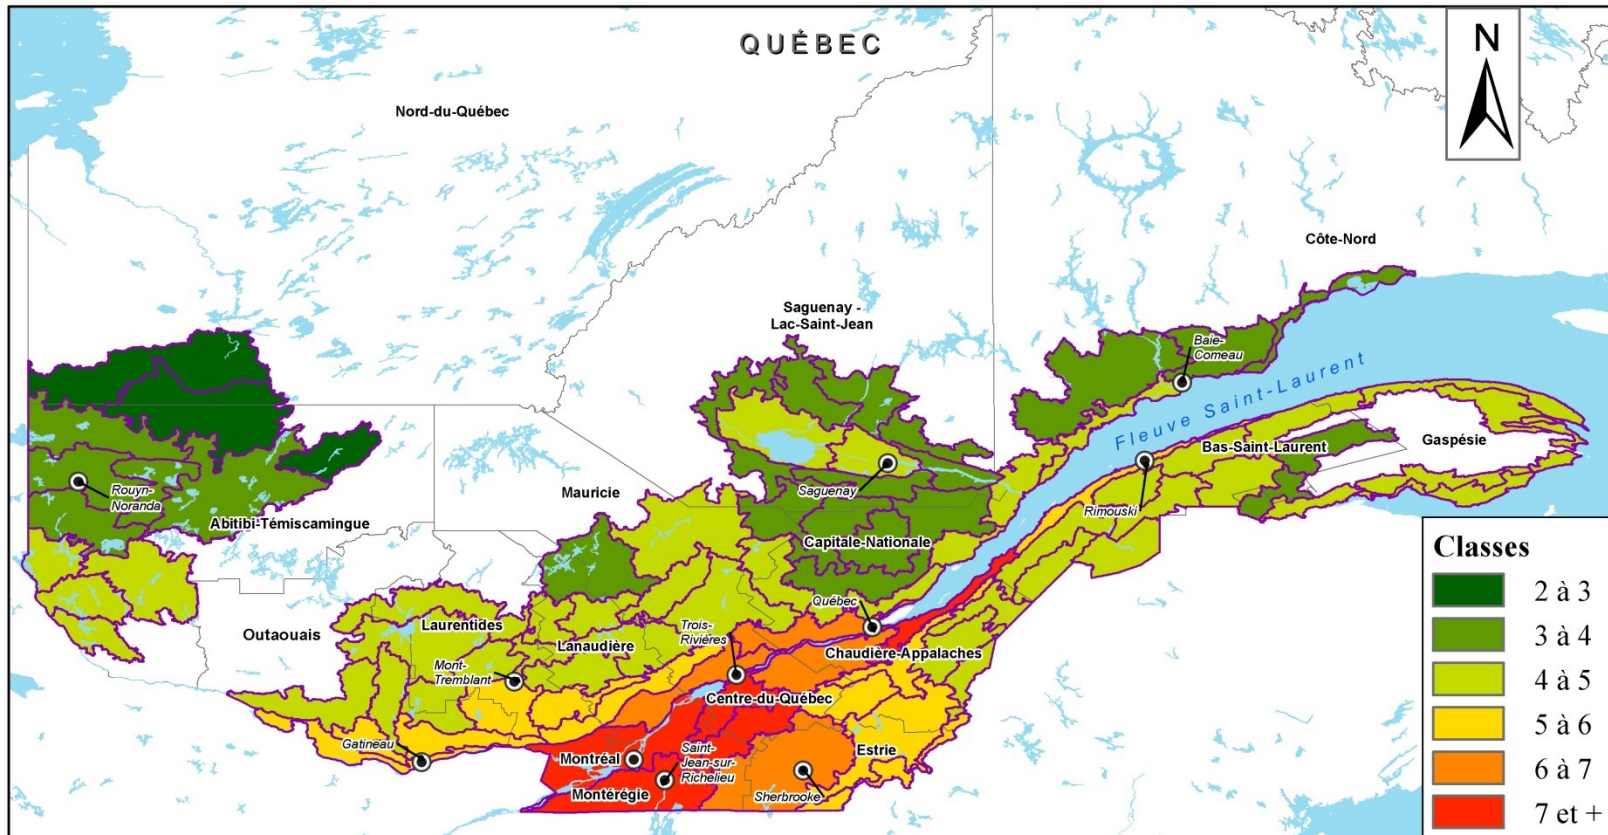 QUÉBEC
N
Nord-du-Québec
Côte-Nord
Saguenay -
Lac-Saint-Jean
Baie-
Comeau
Fleuve Saint-Laurent
Bas-Saint-Laurent
Gaspésie
Rouyn-
Noranda
Abitibi-Témiscamingue
Mauricie
Saguenay
Rimouski
Capitale-Nationale
Québec
Outaouais
Laurentides
Lanaudière
Trois-
Rivières
Chaudière-Appalaches
Mont-
Tremblant
Centre-du-Québec
Gatineau
Montréal
Saint-
Jean-sur-
Richelieu
Estrie
Montérégie
Sherbrooke
Classes
2 à 3
3 à 4
4 à 5
5 à 6
6 à 7
7 et +